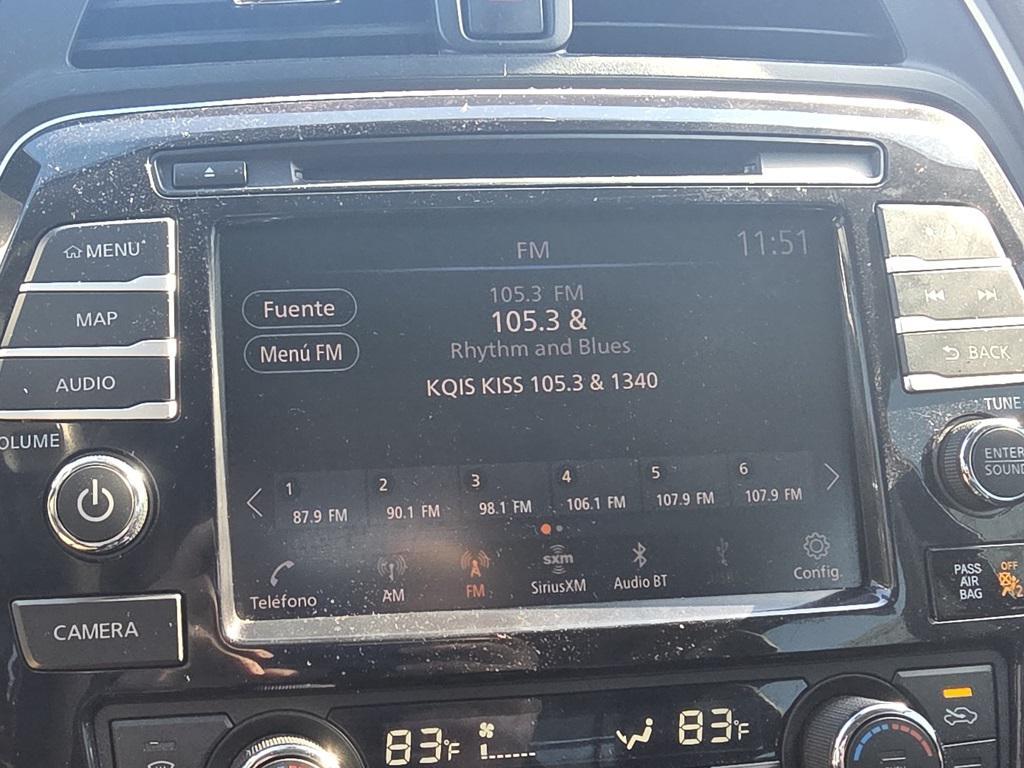 FM
11:51
MENU
MAP
AUDIO
VOLUME
CAMERA
Fuente
Menú FM
105.3 FM
105.3 &
Rhythm and Blues
KQIS KISS 105.3 & 1340
1
87.9 FM
2
90.1 FM
3
98.1 FM
4
106.1 FM
5
107.9 FM
6
107.9 FM
Teléfono
AM
FM
sxm
SiriusXM
Audio BT
Config.
BACK
TUNE
ENTER
SOUND
PASS
AIR
BAG
OFF
83°F
83°F